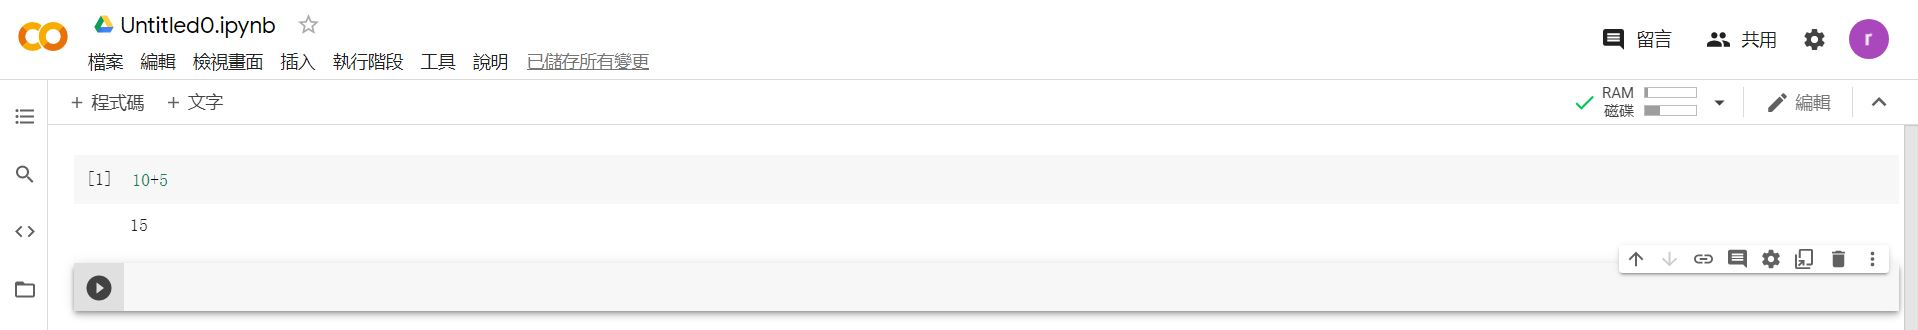 Untitled0.ipynb
檔案 編輯 檢視畫面 插入 執行階段 工具 說明 已儲存所有變更
留言 共用 r
+ 程式碼 + 文字
RAM
磁碟
編輯
[1] 10+5
15